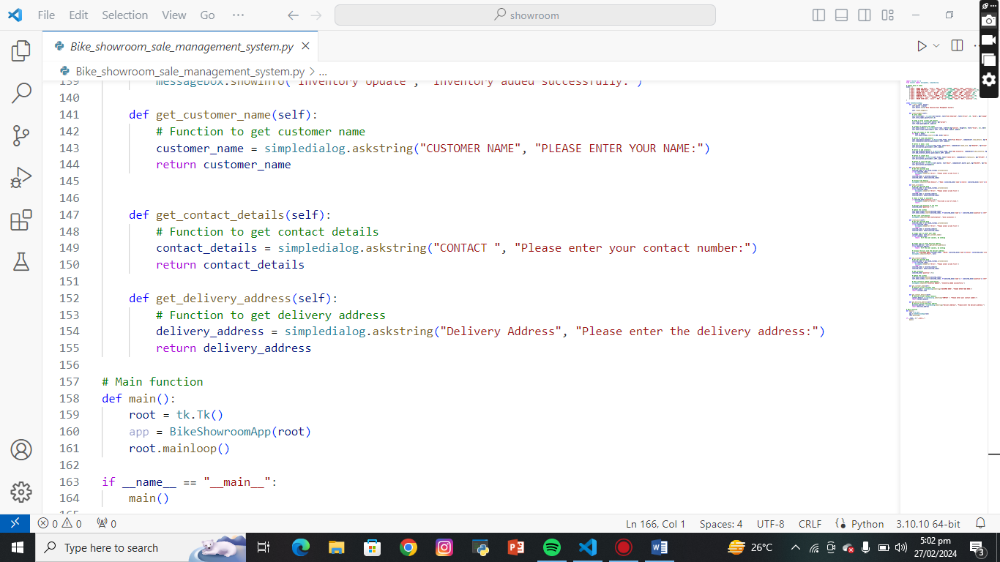 File Edit Selection View Go ··· showroom
Bike_showroom_sale_management_system.py
Bike_showroom_sale_management_system.py > ...
139 messagebox.showinfo("Inventory Update", "Inventory added successfully.")
140
141 def get_customer_name(self):
142 # Function to get customer name
143 customer_name = simpledialog.askstring("CUSTOMER NAME", "PLEASE ENTER YOUR NAME:")
144 return customer_name
145
146
147 def get_contact_details(self):
148 # Function to get contact details
149 contact_details = simpledialog.askstring("CONTACT ", "Please enter your contact number:")
150 return contact_details
151
152 def get_delivery_address(self):
153 # Function to get delivery address
154 delivery_address = simpledialog.askstring("Delivery Address", "Please enter the delivery address:")
155 return delivery_address
156
157 # Main function
158 def main():
159 root = tk.Tk()
160 app = BikeShowroomApp(root)
161 root.mainloop()
162
163 if __name__ == "__main__":
164 main()
165
0 0 0 Ln 166, Col 1 Spaces: 4 UTF-8 CRLF Python 3.10.10 64-bit
Type here to search 26°C 5:02 pm
27/02/2024 3